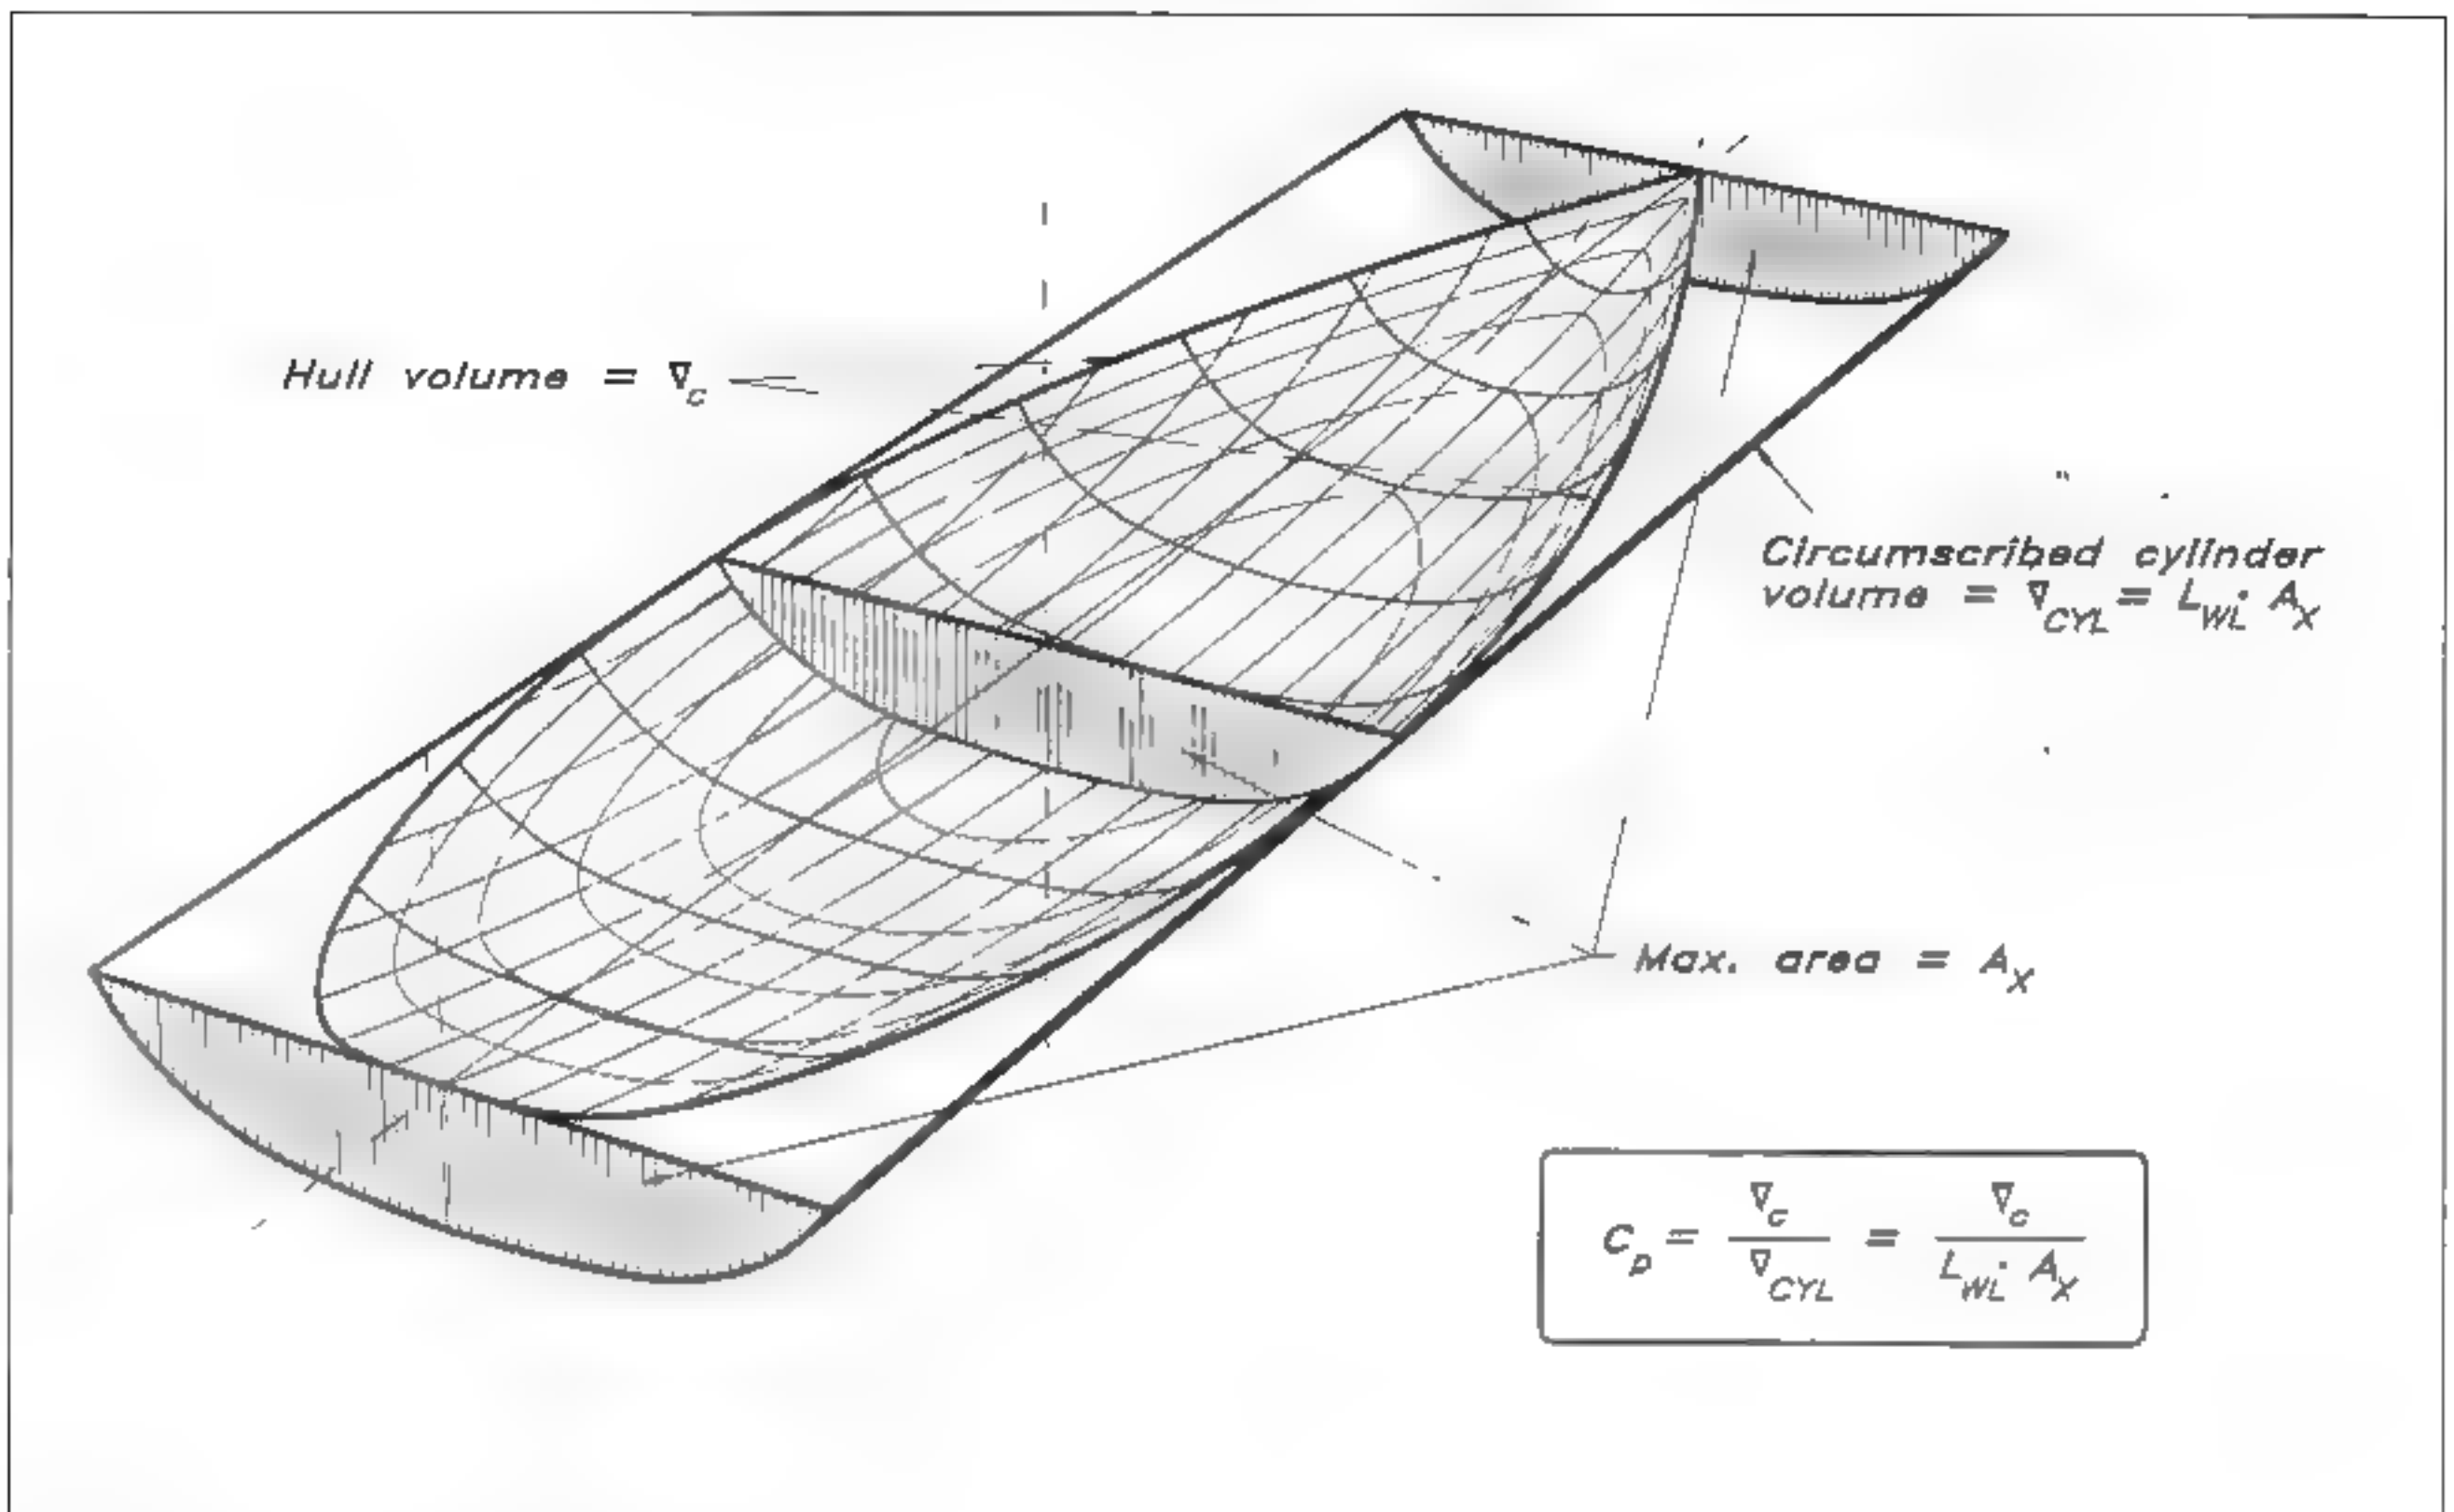 Hull volume = ∇c
Circumscribed cylinder
volume = ∇CYL = LWL · AX
Max. area = AX
Cp = ∇c / ∇CYL = ∇c / LWL · AX